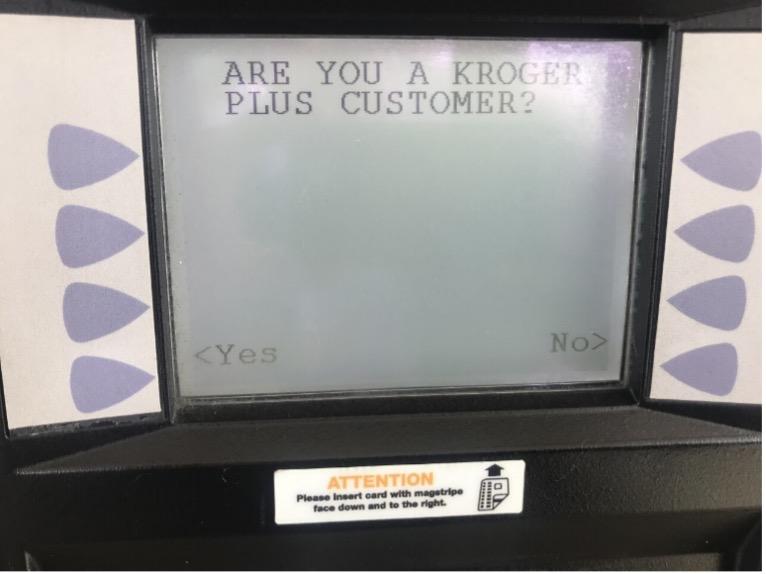 ARE YOU A KROGER
PLUS CUSTOMER?
<Yes
No>
ATTENTION
Please insert card with magstripe
face down and to the right.